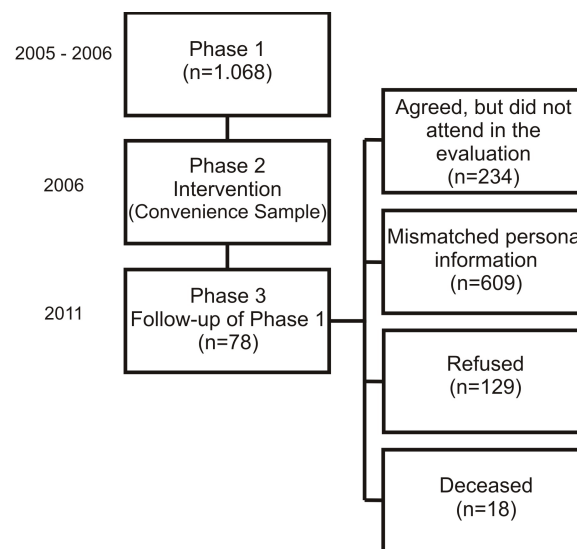 2005 - 2006
Phase 1
(n=1.068)
2006
Phase 2
Intervention
(Convenience Sample)
2011
Phase 3
Follow-up of Phase 1
(n=78)
Agreed, but did not
attend in the
evaluation
(n=234)
Mismatched persona
information
(n=609)
Refused
(n=129)
Deceased
(n=18)